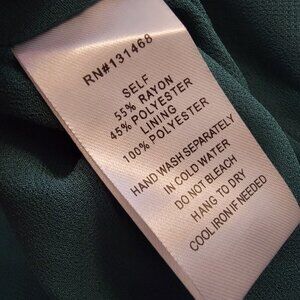 RN#131468
SELF
55% RAYON
45% POLYESTER
LINING
100% POLYESTER
HAND WASH SEPARATELY
IN COLD WATER
DO NOT BLEACH
HANG TO DRY
COOL IRON IF NEEDED